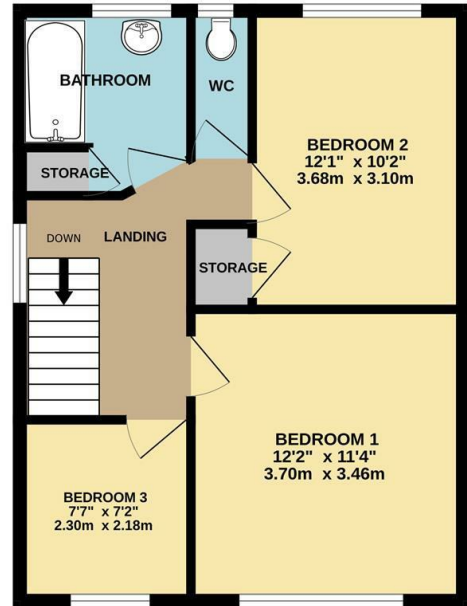 BATHROOM
WC
STORAGE
BEDROOM 2
12'1" x 10'2"
3.68m x 3.10m
DOWN
LANDING
STORAGE
BEDROOM 1
12'2" x 11'4"
3.70m x 3.46m
BEDROOM 3
7'7" x 7'2"
2.30m x 2.18m